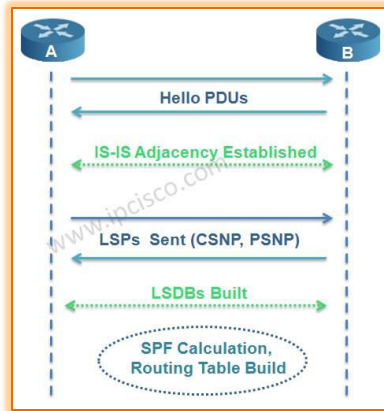 A
B
Hello PDUs
IS-IS Adjacency Established
www.ipcisco.com
LSPs Sent (CSNP, PSNP)
LSDBs Built
SPF Calculation,
Routing Table Build